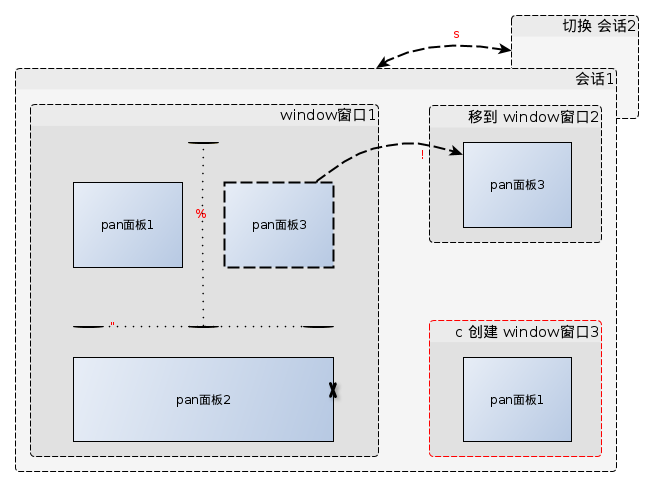 切换 会话2
s
会话1
window窗口1
移到 window窗口2
!
pan面板1
%
pan面板3
pan面板3
"
c 创建 window窗口3
pan面板2
x
pan面板1